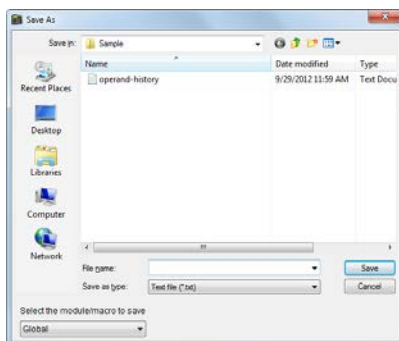 Save As
Save in: Sample
Name Date modified Type
operand-history 9/29/2012 11:59 AM Text Docu
Recent Places
Desktop
Libraries
Computer
Network
File name:
Save
Save as type: Text file (*.txt)
Cancel
Select the module/macro to save
Global